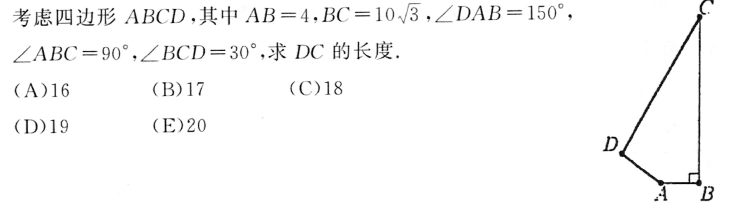 考虑四边形 ABCD,其中 AB=4,BC=10√3,∠DAB=150°,
∠ABC=90°,∠BCD=30°,求 DC 的长度.
(A)16 (B)17 (C)18
(D)19 (E)20
C
D
A B